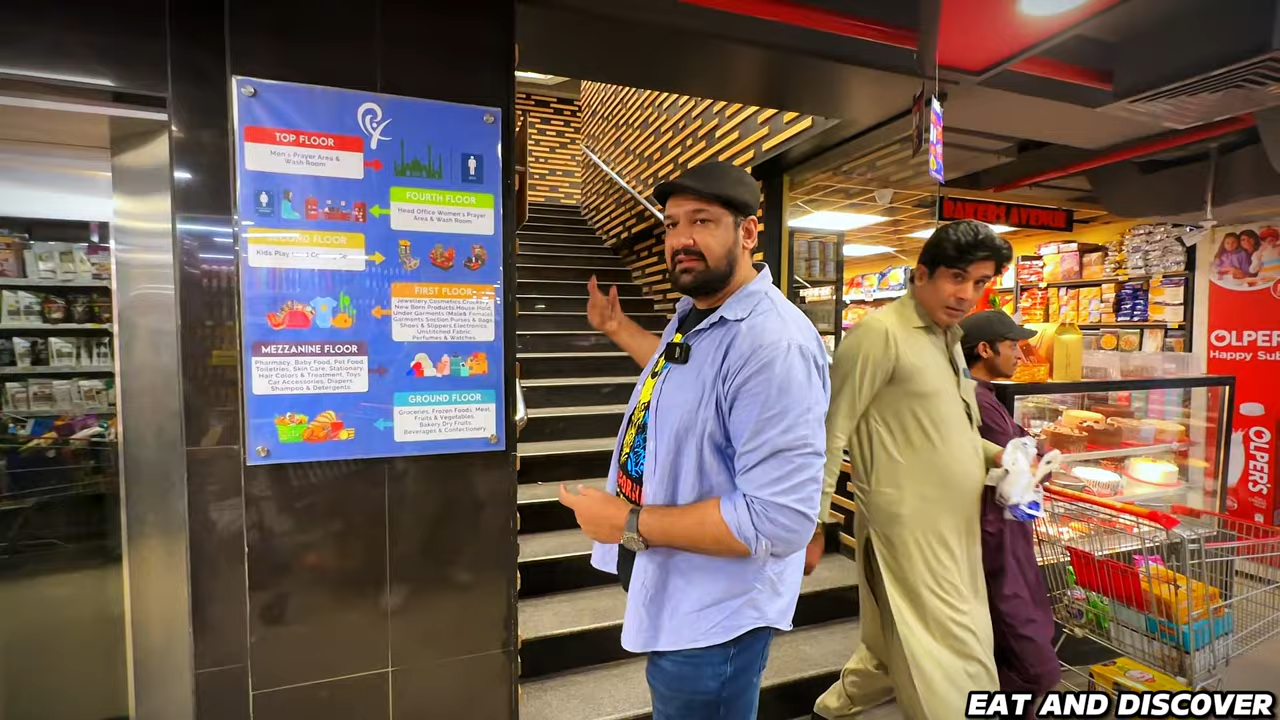 TOP FLOOR
Men's Prayer Area &
Wash Room
FOURTH FLOOR
Head Office Women's Prayer
Area & Wash Room
SECOND FLOOR
Kids Play
FIRST FLOOR
Jewellery, Cosmetics, Crockery,
New Born Products, House Hold,
Under Garments (Male & Female)
Garments Section, Purses & Bags,
Shoes & Slippers, Electronics,
Unstitched Fabric,
Perfumes & Watches
MEZZANINE FLOOR
Pharmacy, Baby Food, Pet Food,
Toiletries, Skin Care, Stationary,
Hair Colors & Treatment, Toys
Car Accessories, Diapers,
Shampoo & Detergents
GROUND FLOOR
Groceries, Frozen Foods, Meat,
Fruits & Vegetables,
Bakery, Dry Fruits,
Beverages & Confectionery
BAKERS AVENUE
OLPER
Happy Su
OLPERS
EAT AND DISCOVER